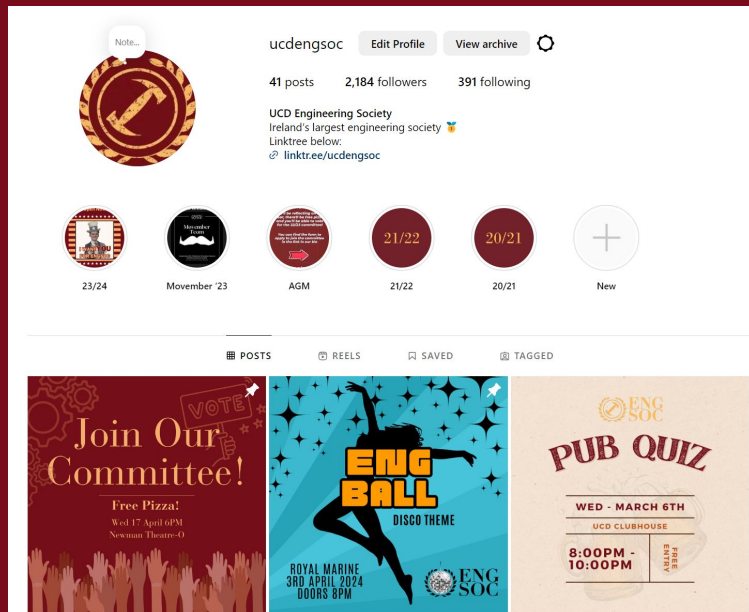 Note...
ucdengsoc Edit Profile View archive
41 posts 2,184 followers 391 following
UCD Engineering Society
Ireland's largest engineering society
Linktree below:
linktr.ee/ucdengsoc
Movember
Team
AGM
21/22
20/21
23/24 Movember '23 AGM 21/22 20/21 New
POSTS REELS SAVED TAGGED
VOTE
Join Our
Committee!
Free Pizza!
Wed 17 April 6PM
Newman Theatre-O
ENG
BALL
DISCO THEME
ROYAL MARINE
3RD APRIL 2024
DOORS 8PM
ENG
SOC
ENG
SOC
PUB QUIZ
WED - MARCH 6TH
UCD CLUBHOUSE
8:00PM -
10:00PM
FREE
ENTRY